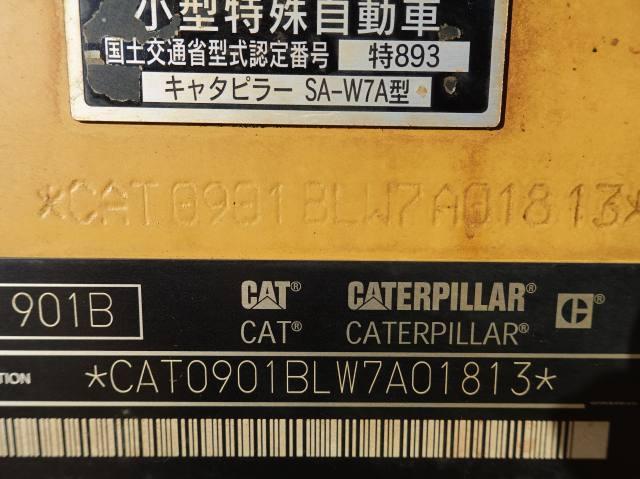 小型特殊自動車
国土交通省型式認定番号 特893
キャタピラー SA-W7A型
*CAT0901BLW7A01813*
901B CAT® CATERPILLAR® C®
CAT® CATERPILLAR®
*CAT0901BLW7A01813*